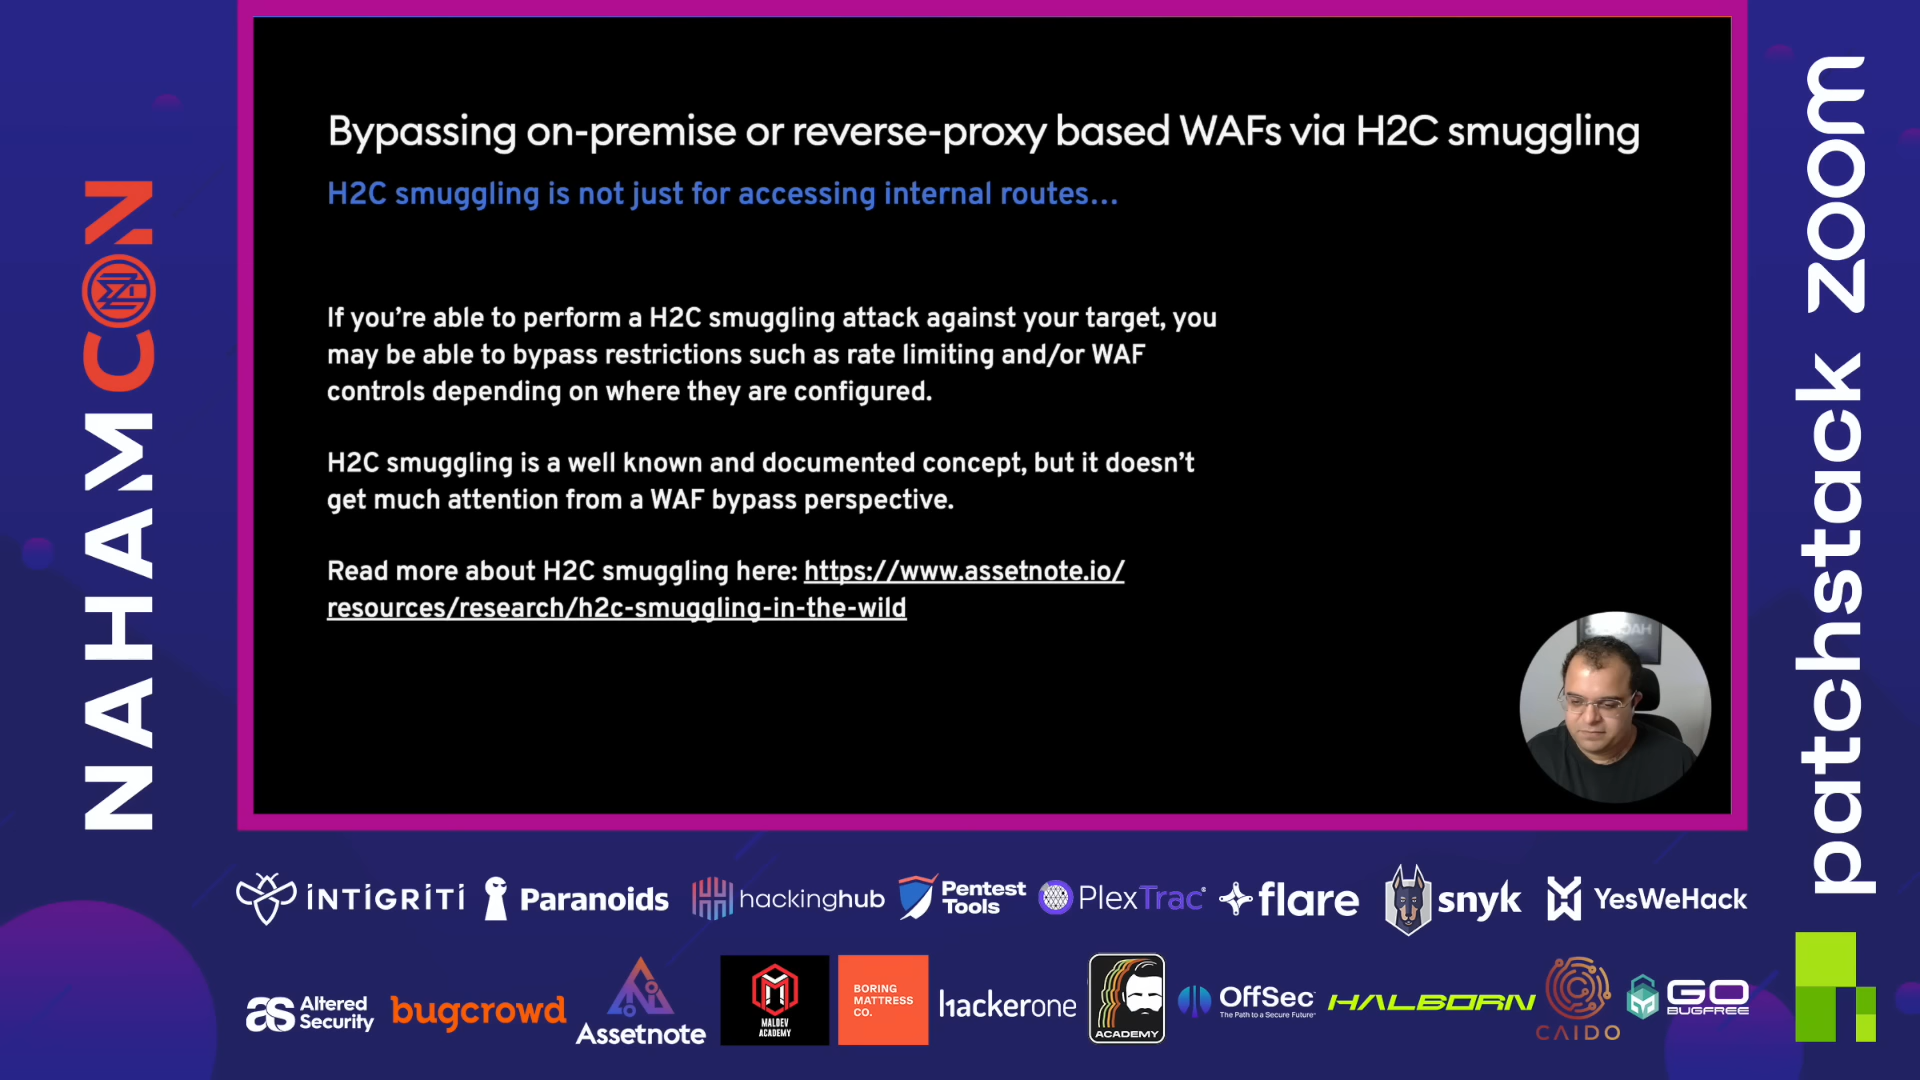 Bypassing on-premise or reverse-proxy based WAFs via H2C smuggling
H2C smuggling is not just for accessing internal routes...
If you're able to perform a H2C smuggling attack against your target, you
may be able to bypass restrictions such as rate limiting and/or WAF
controls depending on where they are configured.
H2C smuggling is a well known and documented concept, but it doesn't
get much attention from a WAF bypass perspective.
Read more about H2C smuggling here: https://www.assetnote.io/
resources/research/h2c-smuggling-in-the-wild
NAHAMCON
patchstack zoom
INTIGRITI
Paranoids
hackinghub
Pentest
Tools
PlexTrac
flare
snyk
YesWeHack
as Altered
Security
bugcrowd
Assetnote
MALDEV
ACADEMY
BORING
MATTRESS
CO.
hackerone
ACADEMY
OffSec
The Path to a Secure Future
HALBORN
CAIDO
GO
BUGFREE